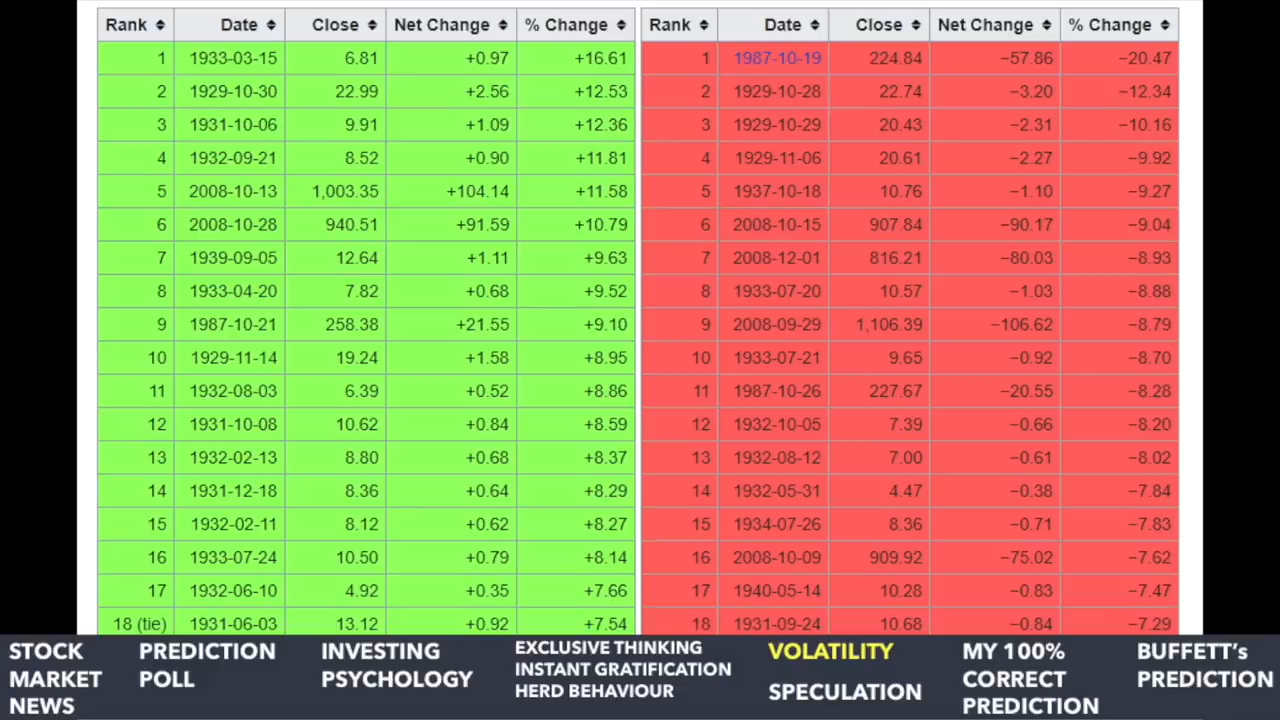 Rank Date Close Net Change % Change Rank Date Close Net Change % Change
1 1933-03-15 6.81 +0.97 +16.61 1 1987-10-19 224.84 −57.86 −20.47
2 1929-10-30 22.99 +2.56 +12.53 2 1929-10-28 22.74 −3.20 −12.34
3 1931-10-06 9.91 +1.09 +12.36 3 1929-10-29 20.43 −2.31 −10.16
4 1932-09-21 8.52 +0.90 +11.81 4 1929-11-06 20.61 −2.27 −9.92
5 2008-10-13 1,003.35 +104.14 +11.58 5 1937-10-18 10.76 −1.10 −9.27
6 2008-10-28 940.51 +91.59 +10.79 6 2008-10-15 907.84 −90.17 −9.04
7 1939-09-05 12.64 +1.11 +9.63 7 2008-12-01 816.21 −80.03 −8.93
8 1933-04-20 7.82 +0.68 +9.52 8 1933-07-20 10.57 −1.03 −8.88
9 1987-10-21 258.38 +21.55 +9.10 9 2008-09-29 1,106.39 −106.62 −8.79
10 1929-11-14 19.24 +1.58 +8.95 10 1933-07-21 9.65 −0.92 −8.70
11 1932-08-03 6.39 +0.52 +8.86 11 1987-10-26 227.67 −20.55 −8.28
12 1931-10-08 10.62 +0.84 +8.59 12 1932-10-05 7.39 −0.66 −8.20
13 1932-02-13 8.80 +0.68 +8.37 13 1932-08-12 7.00 −0.61 −8.02
14 1931-12-18 8.36 +0.64 +8.29 14 1932-05-31 4.47 −0.38 −7.84
15 1932-02-11 8.12 +0.62 +8.27 15 1934-07-26 8.36 −0.71 −7.83
16 1933-07-24 10.50 +0.79 +8.14 16 2008-10-09 909.92 −75.02 −7.62
17 1932-06-10 4.92 +0.35 +7.66 17 1940-05-14 10.28 −0.83 −7.47
18 (tie) 1931-06-03 13.12 +0.92 +7.54 18 1931-09-24 10.68 −0.84 −7.29
STOCK
MARKET
NEWS
PREDICTION
POLL
INVESTING
PSYCHOLOGY
EXCLUSIVE THINKING
INSTANT GRATIFICATION
HERD BEHAVIOUR
VOLATILITY
SPECULATION
MY 100%
CORRECT
PREDICTION
BUFFETT's
PREDICTION